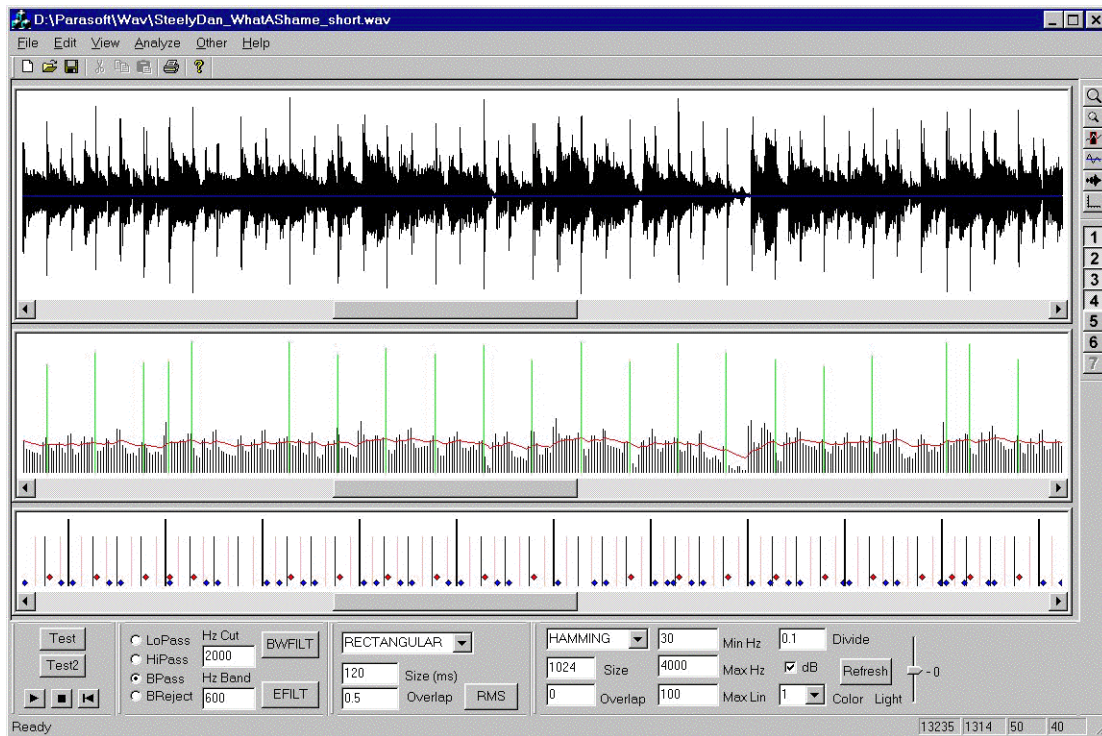 D:\Parasoft\Wav\SteelyDan_WhatAShame_short.wav
File Edit View Analyze Other Help
1
2
3
4
5
6
7
Test
Test2
LoPass
HiPass
BPass
BReject
Hz Cut
2000
Hz Band
600
BWFILT
EFILT
RECTANGULAR
120 Size (ms)
0.5 Overlap RMS
HAMMING 30 Min Hz 0.1 Divide
1024 Size 4000 Max Hz dB Refresh - 0
0 Overlap 100 Max Lin 1 Color Light
Ready 13235 1314 50 40